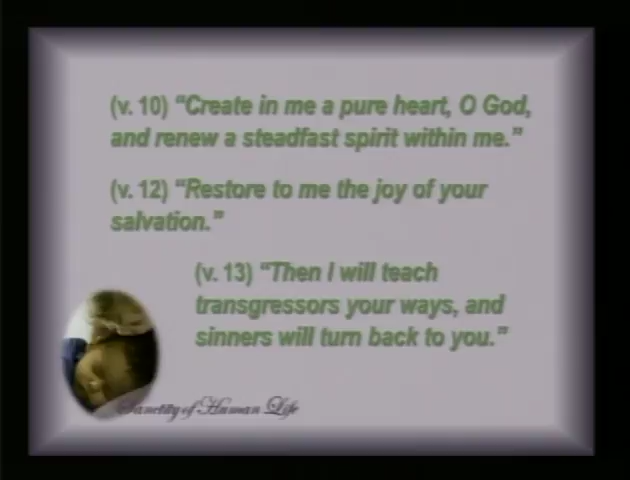 (v. 10) “Create in me a pure heart, O God,
and renew a steadfast spirit within me.”
(v. 12) “Restore to me the joy of your
salvation.”
(v. 13) “Then I will teach
transgressors your ways, and
sinners will turn back to you.”
Sanctity of Human Life